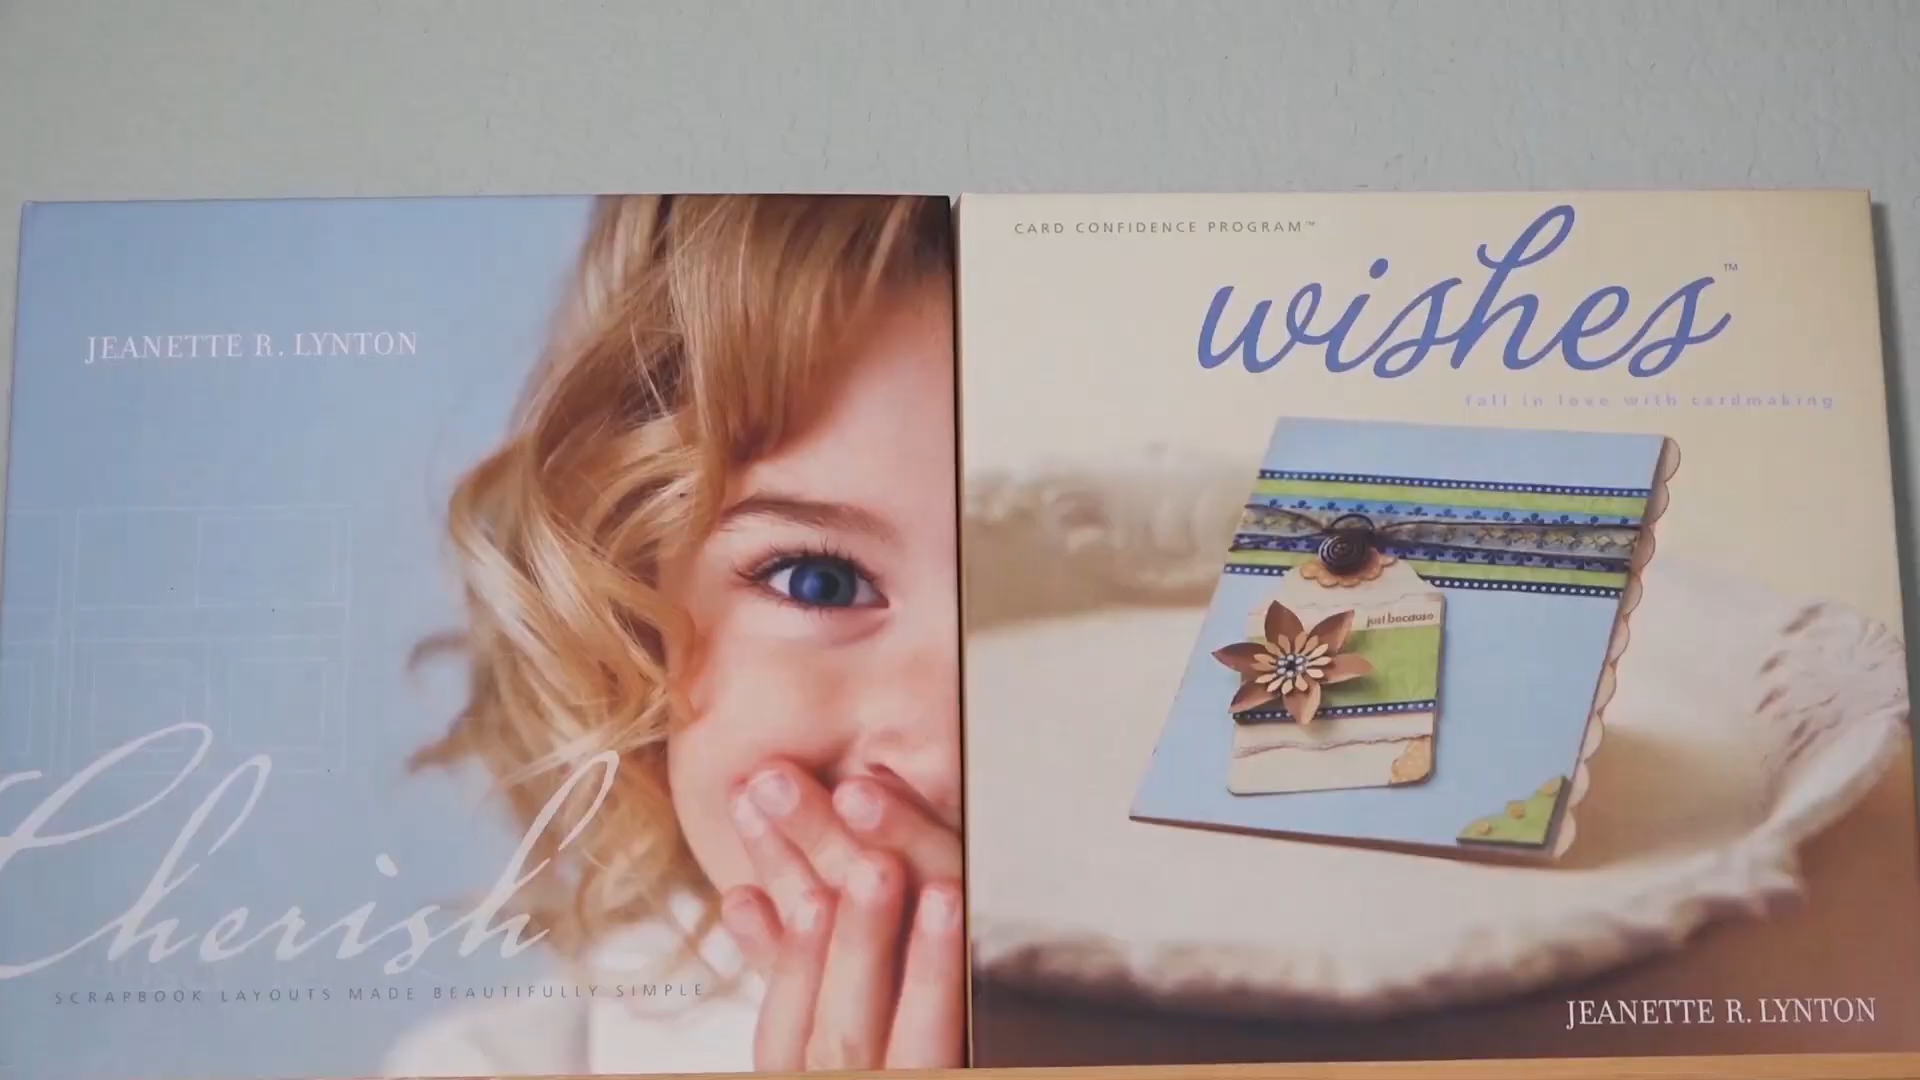 JEANETTE R. LYNTON
Cherish
SCRAPBOOK LAYOUTS MADE BEAUTIFULLY SIMPLE
CARD CONFIDENCE PROGRAM™
wishes™
fall in love with cardmaking
just because
JEANETTE R. LYNTON